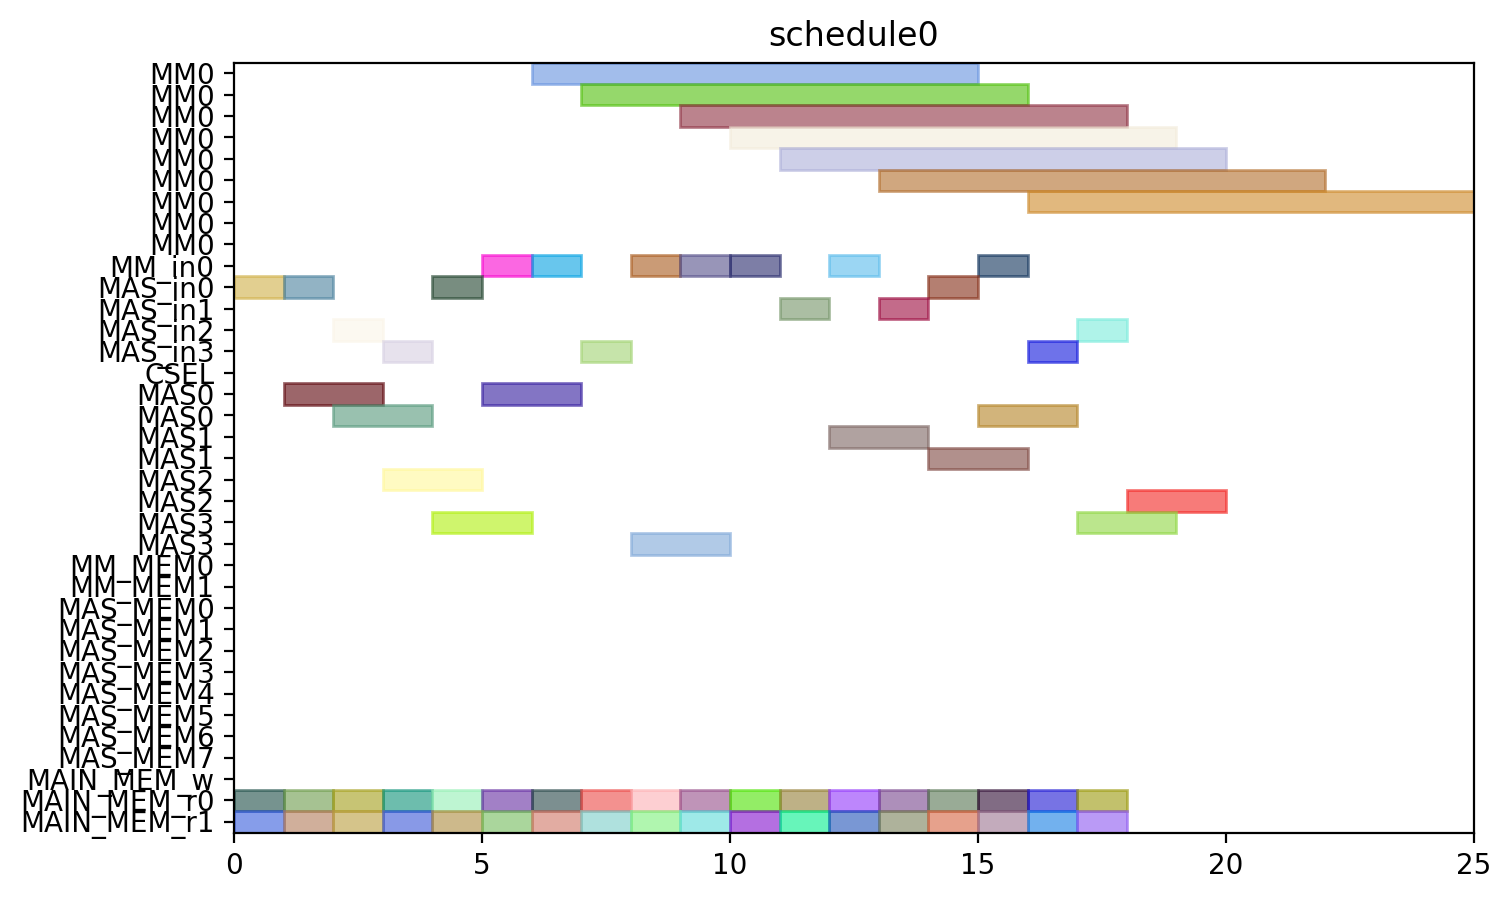 schedule0
MM0
MM0
MM0
MM0
MM0
MM0
MM0
MM0
MM0
MM_in0
MAS_in0
MAS_in1
MAS_in2
MAS_in3
CSEL
MAS0
MAS0
MAS1
MAS1
MAS2
MAS2
MAS3
MAS3
MM_MEM0
MM_MEM1
MAS_MEM0
MAS_MEM1
MAS_MEM2
MAS_MEM3
MAS_MEM4
MAS_MEM5
MAS_MEM6
MAS_MEM7
MAIN_MEM_w
MAIN_MEM_r0
MAIN_MEM_r1
0 5 10 15 20 25